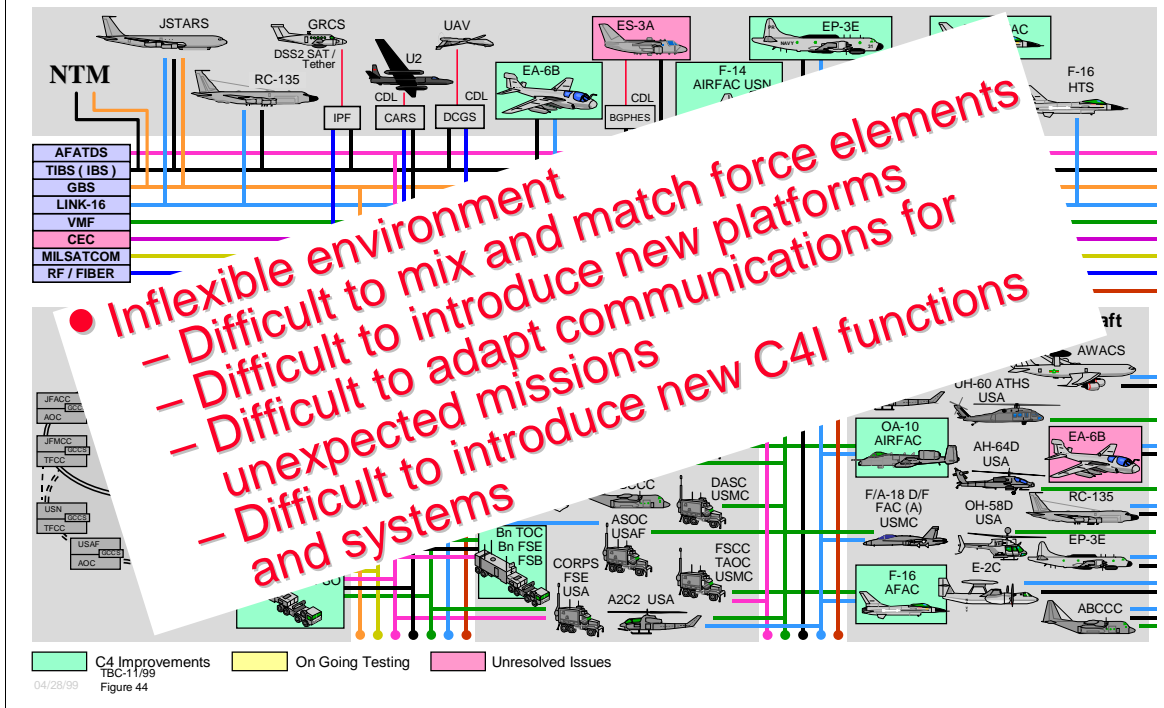 JSTARS
GRCS
DSS2 SAT /
Tether
UAV
ES-3A
EP-3E
AC
NTM
RC-135
U2
EA-6B
F-14
AIRFAC USN
F-16
HTS
CDL
CDL
CDL
IPF
CARS
DCGS
BGPHES
AFATDS
TIBS ( IBS )
GBS
LINK-16
VMF
CEC
MILSATCOM
RF / FIBER
● Inflexible environment
– Difficult to mix and match force elements
– Difficult to introduce new platforms
– Difficult to adapt communications for
unexpected missions
– Difficult to introduce new C4I functions
and systems
aft
AWACS
UH-60 ATHS
USA
JFACC
GCCS
AOC
JFMCC
GCCS
TFCC
USN
GCCS
TFCC
USAF
GCCS
AOC
OA-10
AIRFAC
AH-64D
USA
EA-6B
F/A-18 D/F
FAC (A)
USMC
OH-58D
USA
RC-135
EP-3E
E-2C
F-16
AFAC
ABCCC
DASC
USMC
ASOC
USAF
FSCC
TAOC
USMC
Bn TOC
Bn FSE
FSB
CORPS
FSE
USA
A2C2 USA
C4 Improvements
On Going Testing
Unresolved Issues
TBC-11/99
04/28/99
Figure 44